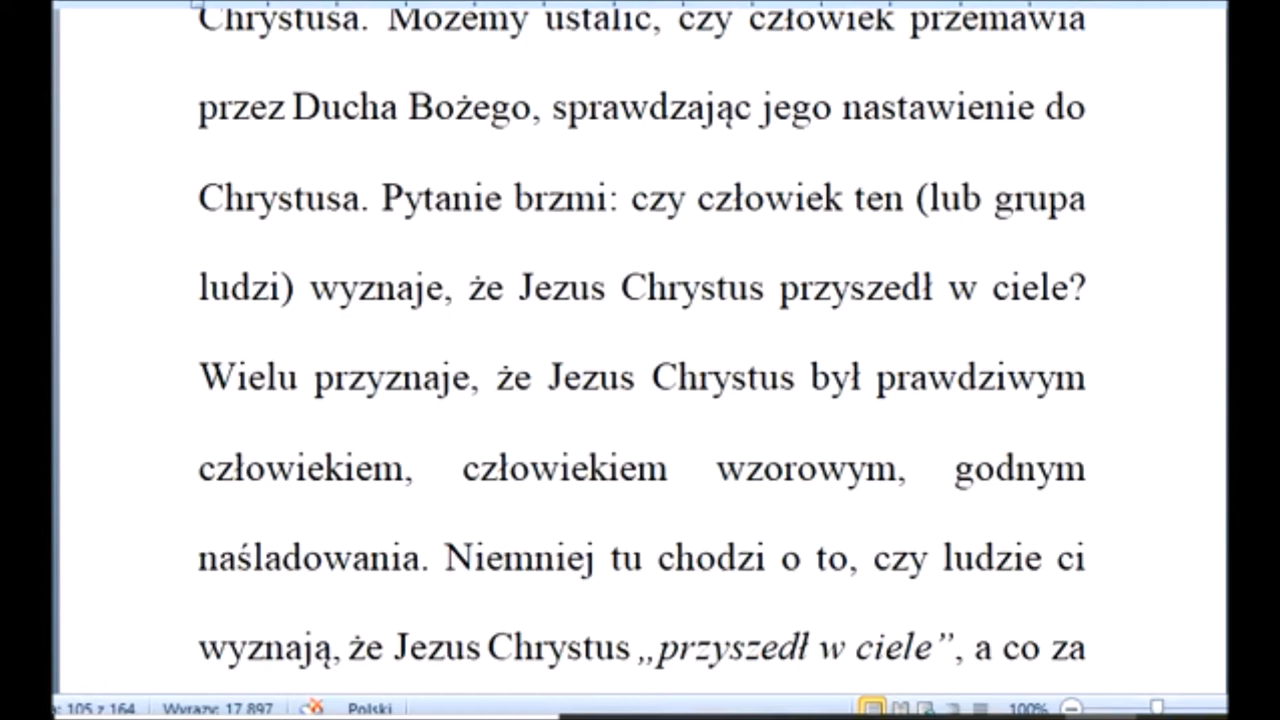 Chrystusa. Możemy ustalić, czy człowiek przemawia
przez Ducha Bożego, sprawdzając jego nastawienie do
Chrystusa. Pytanie brzmi: czy człowiek ten (lub grupa
ludzi) wyznaje, że Jezus Chrystus przyszedł w ciele?
Wielu przyznaje, że Jezus Chrystus był prawdziwym
człowiekiem, człowiekiem wzorowym, godnym
naśladowania. Niemniej tu chodzi o to, czy ludzie ci
wyznają, że Jezus Chrystus „przyszedł w ciele”, a co za
: 105 z 164 Wyrazy: 17 897 Polski 100%